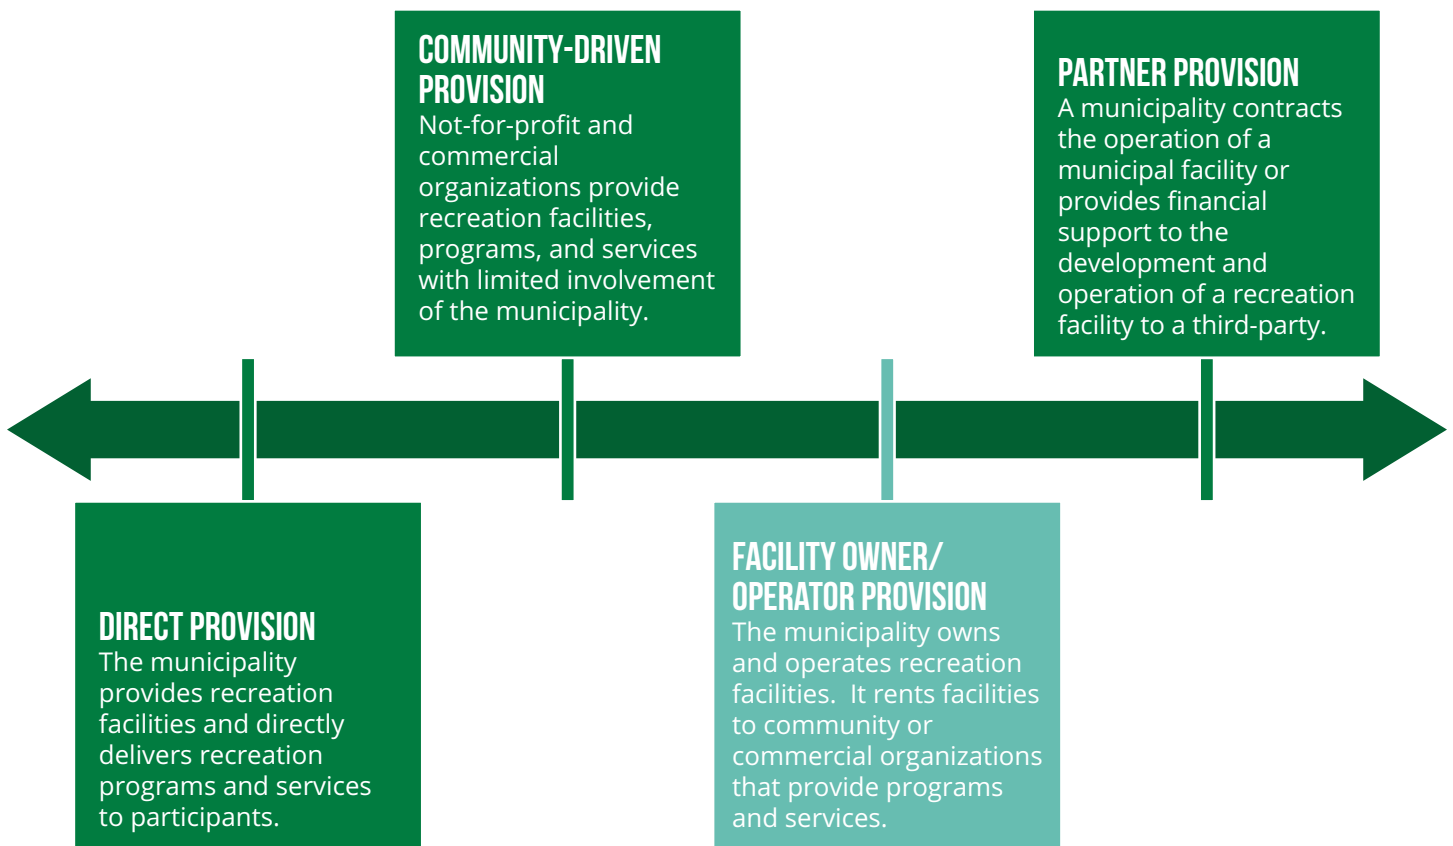 COMMUNITY-DRIVEN
PROVISION
Not-for-profit and
commercial
organizations provide
recreation facilities,
programs, and services
with limited involvement
of the municipality.
PARTNER PROVISION
A municipality contracts
the operation of a
municipal facility or
provides financial
support to the
development and
operation of a recreation
facility to a third-party.
DIRECT PROVISION
The municipality
provides recreation
facilities and directly
delivers recreation
programs and services
to participants.
FACILITY OWNER/
OPERATOR PROVISION
The municipality owns
and operates recreation
facilities.  It rents facilities
to community or
commercial organizations
that provide programs
and services.